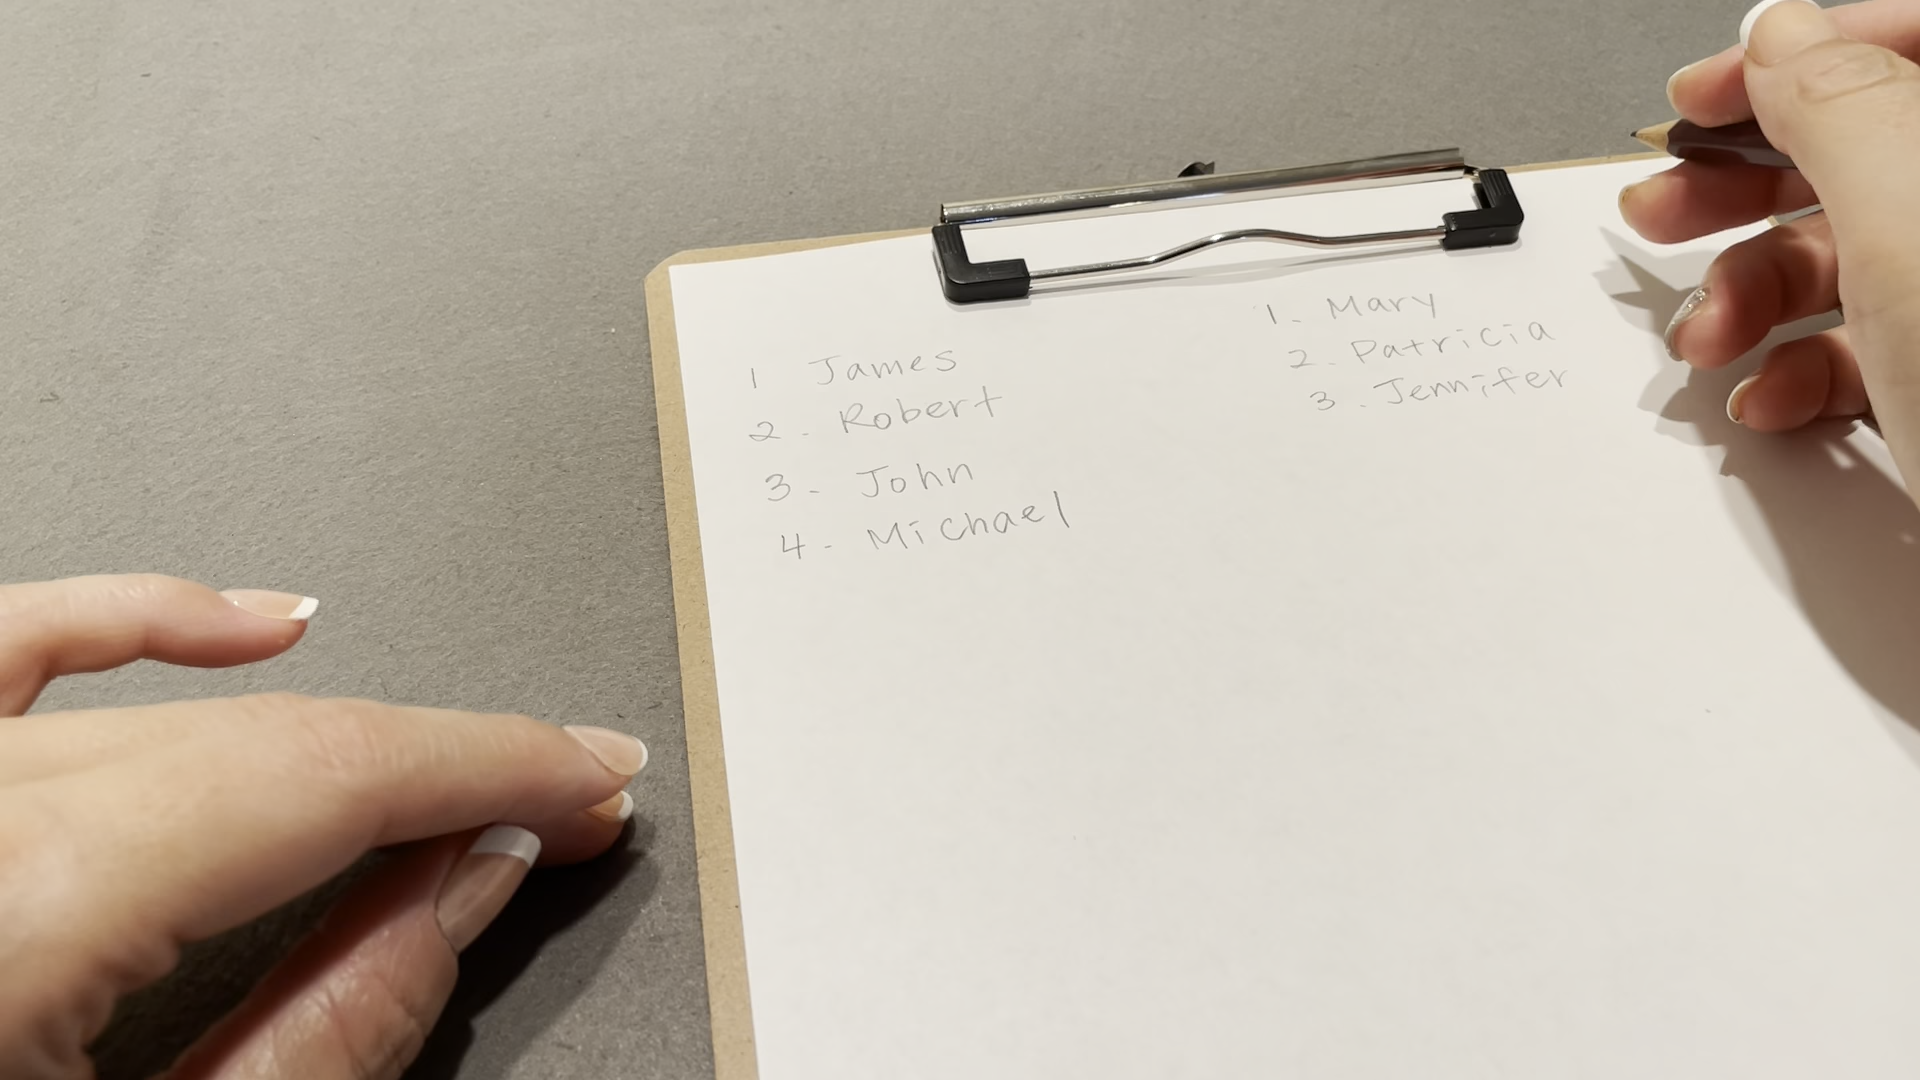 1 James
2. Robert
3. John
4. Michael
1. Mary
2. Patricia
3. Jennifer